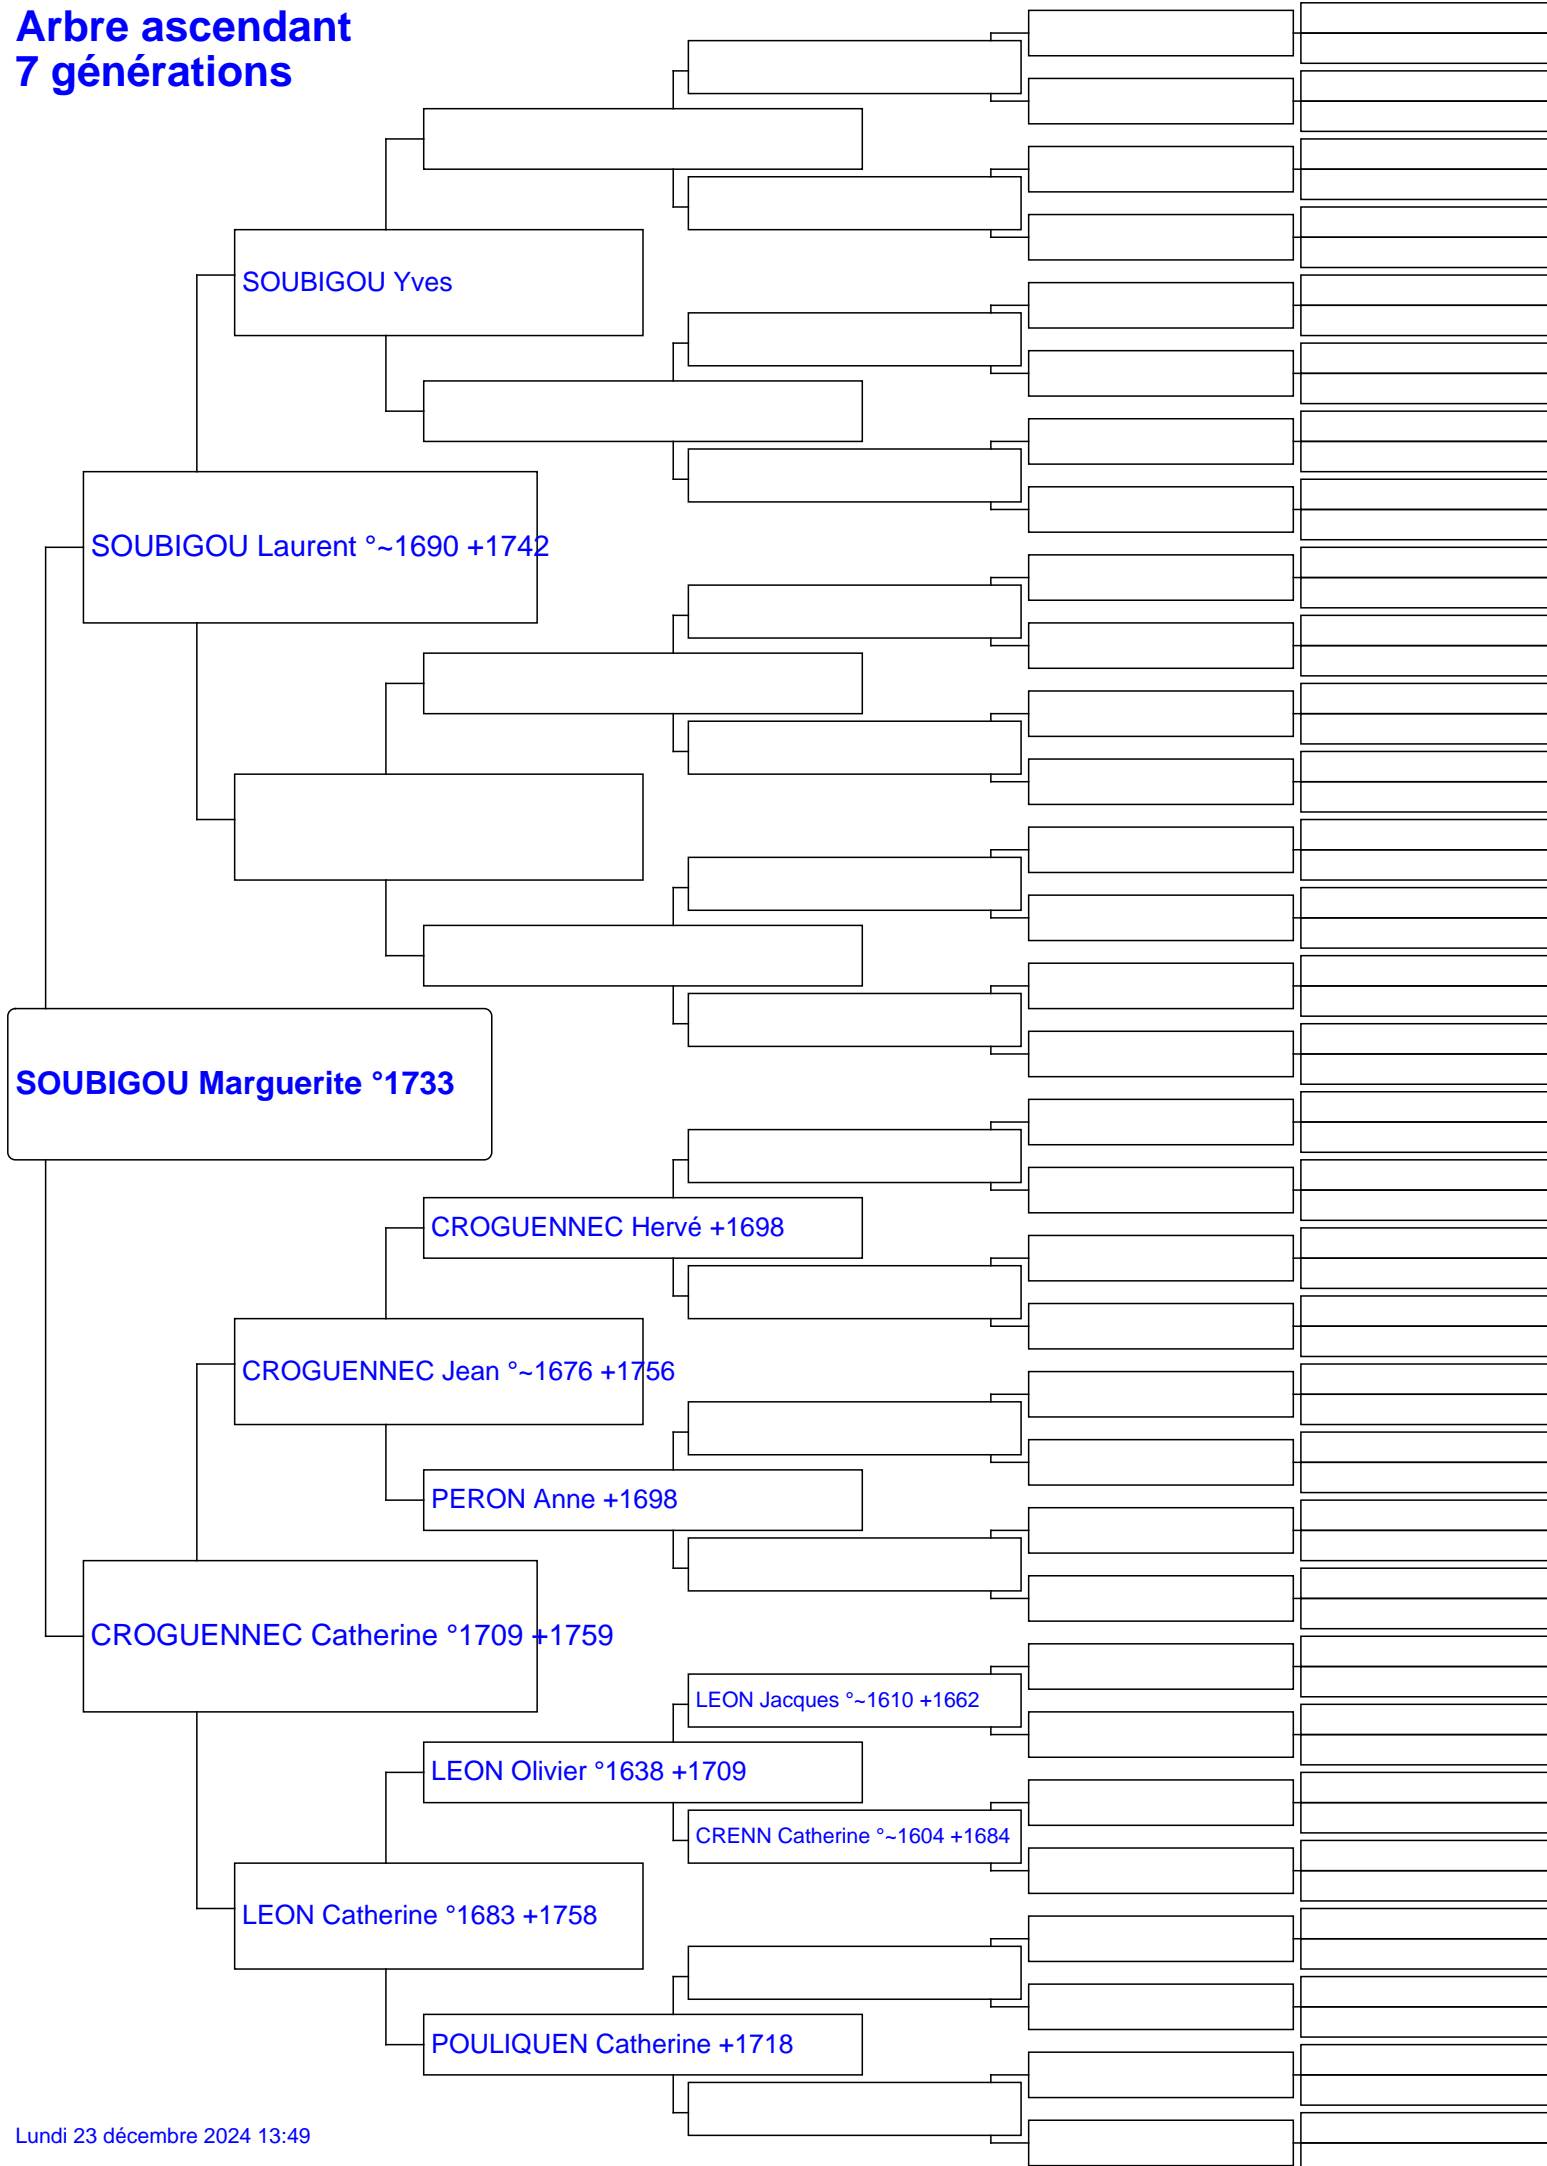 Arbre ascendant
7 générations
SOUBIGOU Yves
SOUBIGOU Laurent °~1690 +1742
SOUBIGOU Marguerite °1733
CROGUENNEC Hervé +1698
CROGUENNEC Jean °~1676 +1756
PERON Anne +1698
CROGUENNEC Catherine °1709 +1759
LEON Jacques °~1610 +1662
LEON Olivier °1638 +1709
CRENN Catherine °~1604 +1684
LEON Catherine °1683 +1758
POULIQUEN Catherine +1718
Lundi 23 décembre 2024 13:49